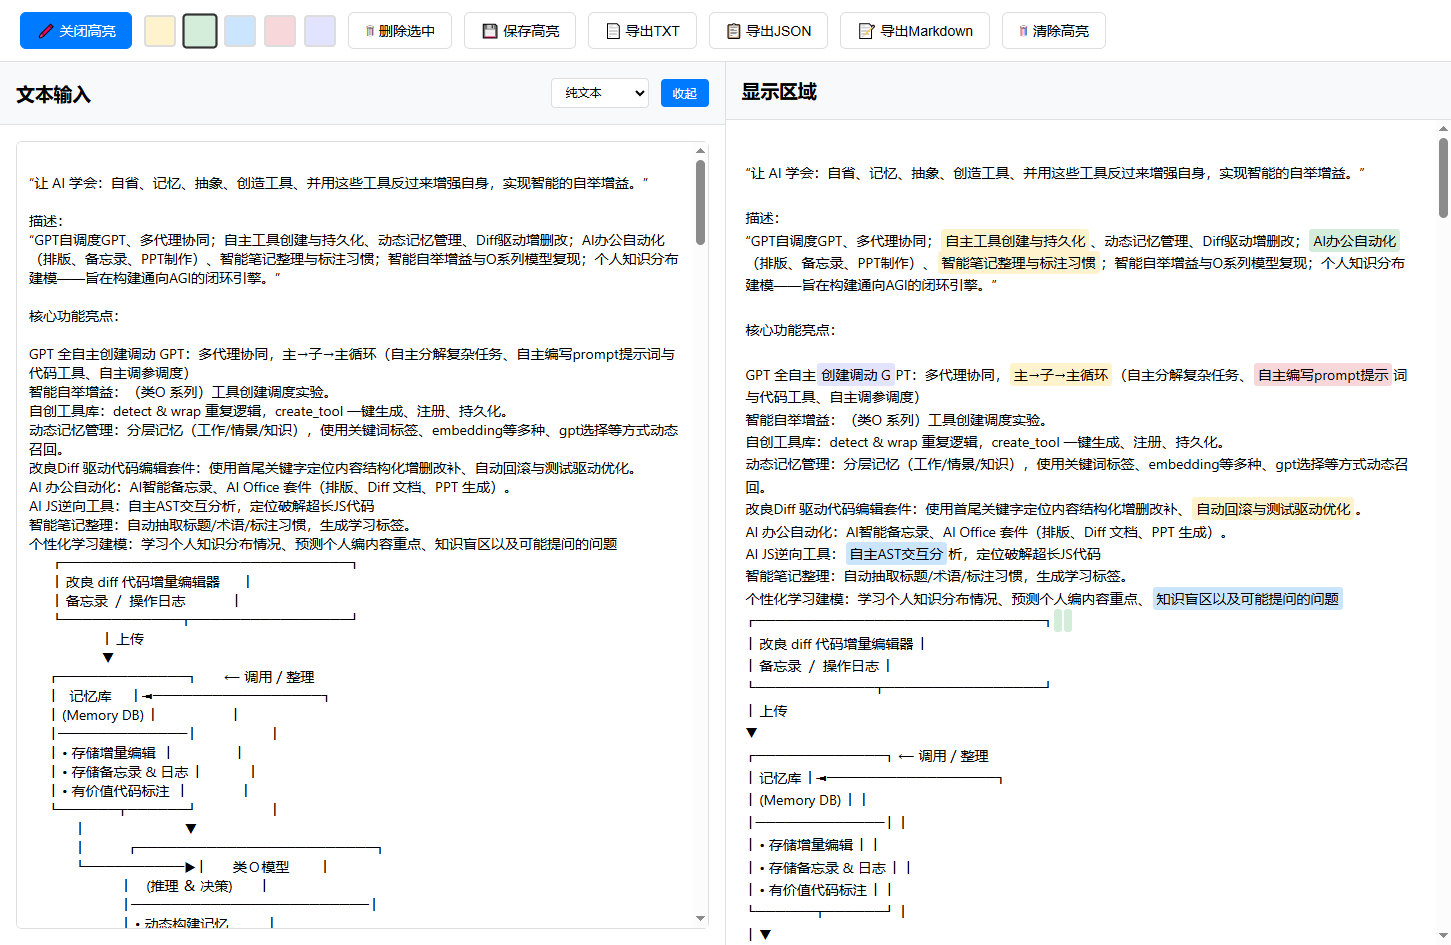 关闭高亮
删除选中
保存高亮
导出TXT
导出JSON
导出Markdown
清除高亮
文本输入
纯文本
收起
“让 AI 学会：自省、记忆、抽象、创造工具、并用这些工具反过来增强自身，实现智能的自举增益。”
描述：
“GPT自调度GPT、多代理协同；自主工具创建与持久化、动态记忆管理、Diff驱动增删改；AI办公自动化
（排版、备忘录、PPT制作）、智能笔记整理与标注习惯；智能自举增益与O系列模型复现；个人知识分布
建模——旨在构建通向AGI的闭环引擎。”
核心功能亮点：
GPT 全自主创建调动 GPT：多代理协同，主→子→主循环（自主分解复杂任务、自主编写prompt提示词与
代码工具、自主调参调度）
智能自举增益：（类O 系列）工具创建调度实验。
自创工具库：detect & wrap 重复逻辑，create_tool 一键生成、注册、持久化。
动态记忆管理：分层记忆（工作/情景/知识），使用关键词标签、embedding等多种、gpt选择等方式动态
召回。
改良Diff 驱动代码编辑套件：使用首尾关键字定位内容结构化增删改补、自动回滚与测试驱动优化。
AI 办公自动化：AI智能备忘录、AI Office 套件（排版、Diff 文档、PPT 生成）。
AI JS逆向工具：自主AST交互分析，定位破解超长JS代码
智能笔记整理：自动抽取标题/术语/标注习惯，生成学习标签。
个性化学习建模：学习个人知识分布情况、预测个人编内容重点、知识盲区以及可能提问的问题
┌─────────────────────────────┐
│ 改良 diff 代码增量编辑器 │
│ 备忘录 / 操作日志 │
└────────────┬────────────────┘
│ 上传
▼
┌──────────────┐ ← 调用 / 整理
│ 记忆库 │◄─────────────────┐
│ (Memory DB) │ │
│─────────────│ │
│ • 存储增量编辑 │ │
│ • 存储备忘录 & 日志 │ │
│ • 有价值代码标注 │ │
└──────┬──────┘ │
│ ▼
│ ┌────────────────────────┐
└──────────▶│ 类O模型 │
│ (推理 & 决策) │
│────────────────────────│
│ • 动态构建记忆 │
显示区域
“让 AI 学会：自省、记忆、抽象、创造工具、并用这些工具反过来增强自身，实现智能的自举增益。”
描述：
“GPT自调度GPT、多代理协同；自主工具创建与持久化、动态记忆管理、Diff驱动增删改；AI办公自动化
（排版、备忘录、PPT制作）、智能笔记整理与标注习惯；智能自举增益与O系列模型复现；个人知识分布
建模——旨在构建通向AGI的闭环引擎。”
核心功能亮点：
GPT 全自主创建调动 GPT：多代理协同，主→子→主循环（自主分解复杂任务、自主编写prompt提示词
与代码工具、自主调参调度）
智能自举增益：（类O 系列）工具创建调度实验。
自创工具库：detect & wrap 重复逻辑，create_tool 一键生成、注册、持久化。
动态记忆管理：分层记忆（工作/情景/知识），使用关键词标签、embedding等多种、gpt选择等方式动态召
回。
改良Diff 驱动代码编辑套件：使用首尾关键字定位内容结构化增删改补、自动回滚与测试驱动优化。
AI 办公自动化：AI智能备忘录、AI Office 套件（排版、Diff 文档、PPT 生成）。
AI JS逆向工具：自主AST交互分析，定位破解超长JS代码
智能笔记整理：自动抽取标题/术语/标注习惯，生成学习标签。
个性化学习建模：学习个人知识分布情况、预测个人编内容重点、知识盲区以及可能提问的问题
┌─────────────────────────────┐
│ 改良 diff 代码增量编辑器 │
│ 备忘录 / 操作日志 │
└────────────┬────────────────┘
│ 上传
▼
┌──────────────┐ ← 调用 / 整理
│ 记忆库 │◄─────────────────┐
│ (Memory DB) │ │
│─────────────│ │
│ • 存储增量编辑 │ │
│ • 存储备忘录 & 日志 │ │
│ • 有价值代码标注 │ │
└──────┬──────┘ │
│ ▼